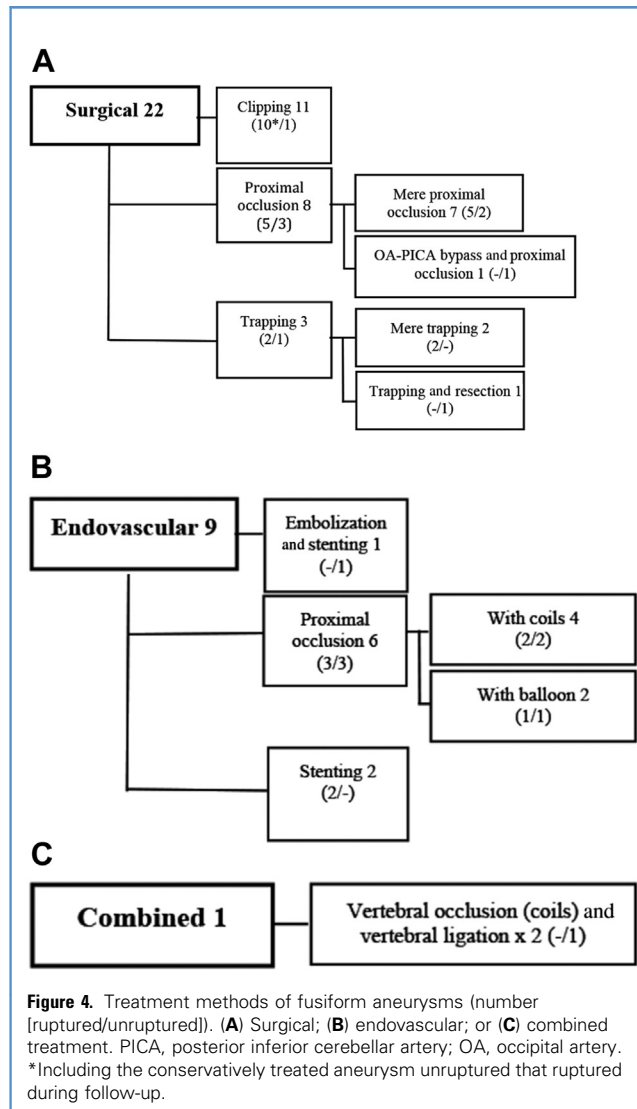 A
Surgical 22
Clipping 11
(10*/1)
Proximal
occlusion 8
(5/3)
Mere proximal
occlusion 7 (5/2)
OA-PICA bypass and proximal
occlusion 1 (-/1)
Trapping 3
(2/1)
Mere trapping 2
(2/-)
Trapping and resection 1
(-/1)
B
Endovascular 9
Embolization
and stenting 1
(-/1)
Proximal
occlusion 6
(3/3)
With coils 4
(2/2)
With balloon 2
(1/1)
Stenting 2
(2/-)
C
Combined 1
Vertebral occlusion (coils) and
vertebral ligation x 2 (-/1)
Figure 4. Treatment methods of fusiform aneurysms (number
[ruptured/unruptured]). (A) Surgical; (B) endovascular; or (C) combined
treatment. PICA, posterior inferior cerebellar artery; OA, occipital artery.
*Including the conservatively treated aneurysm unruptured that ruptured
during follow-up.